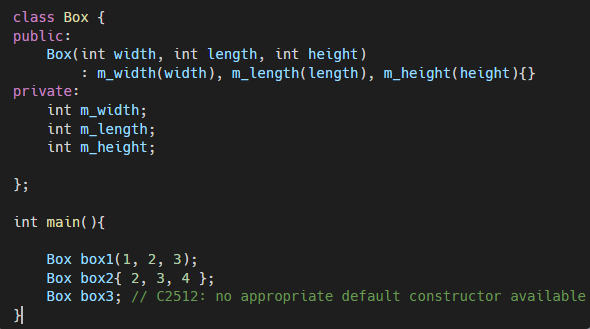 class Box {
public:
    Box(int width, int length, int height)
        : m_width(width), m_length(length), m_height(height){}
private:
    int m_width;
    int m_length;
    int m_height;

};

int main(){

    Box box1(1, 2, 3);
    Box box2{ 2, 3, 4 };
    Box box3; // C2512: no appropriate default constructor available
}